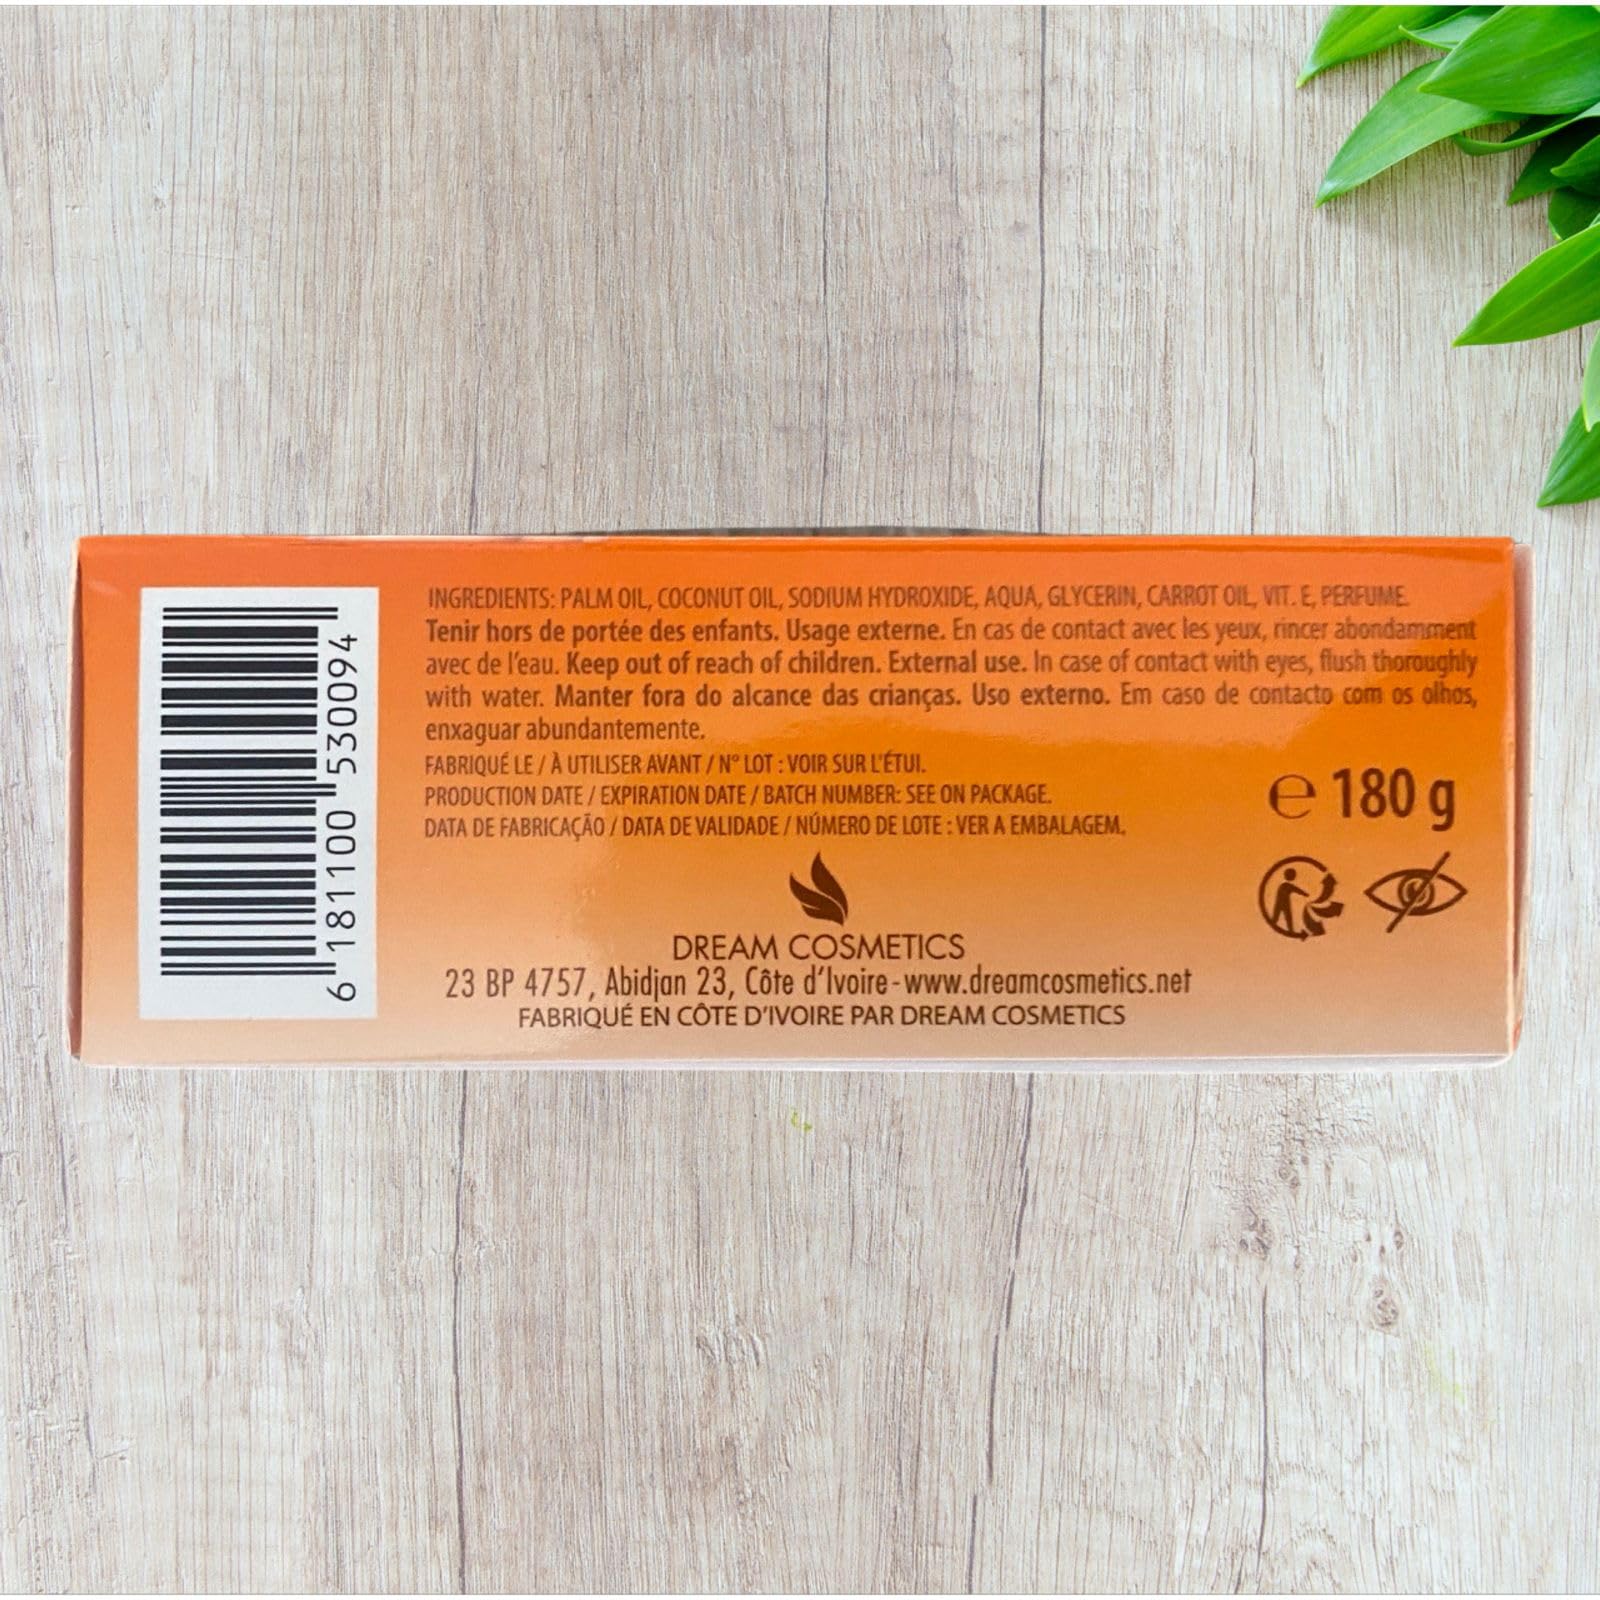 INGREDIENTS: PALM OIL, COCONUT OIL, SODIUM HYDROXIDE, AQUA, GLYCERIN, CARROT OIL, VIT. E, PERFUME.
Tenir hors de portée des enfants. Usage externe. En cas de contact avec les yeux, rincer abondamment
avec de l'eau. Keep out of reach of children. External use. In case of contact with eyes, flush thoroughly
with water. Manter fora do alcance das crianças. Uso externo. Em caso de contacto com os olhos,
enxaguar abundantemente.
FABRIQUÉ LE / À UTILISER AVANT / N° LOT : VOIR SUR L'ÉTUI.
PRODUCTION DATE / EXPIRATION DATE / BATCH NUMBER: SEE ON PACKAGE.
DATA DE FABRICAÇÃO / DATA DE VALIDADE / NÚMERO DE LOTE : VER A EMBALAGEM.
℮ 180 g
DREAM COSMETICS
23 BP 4757, Abidjan 23, Côte d'Ivoire - www.dreamcosmetics.net
FABRIQUÉ EN CÔTE D'IVOIRE PAR DREAM COSMETICS
6 181100 530094